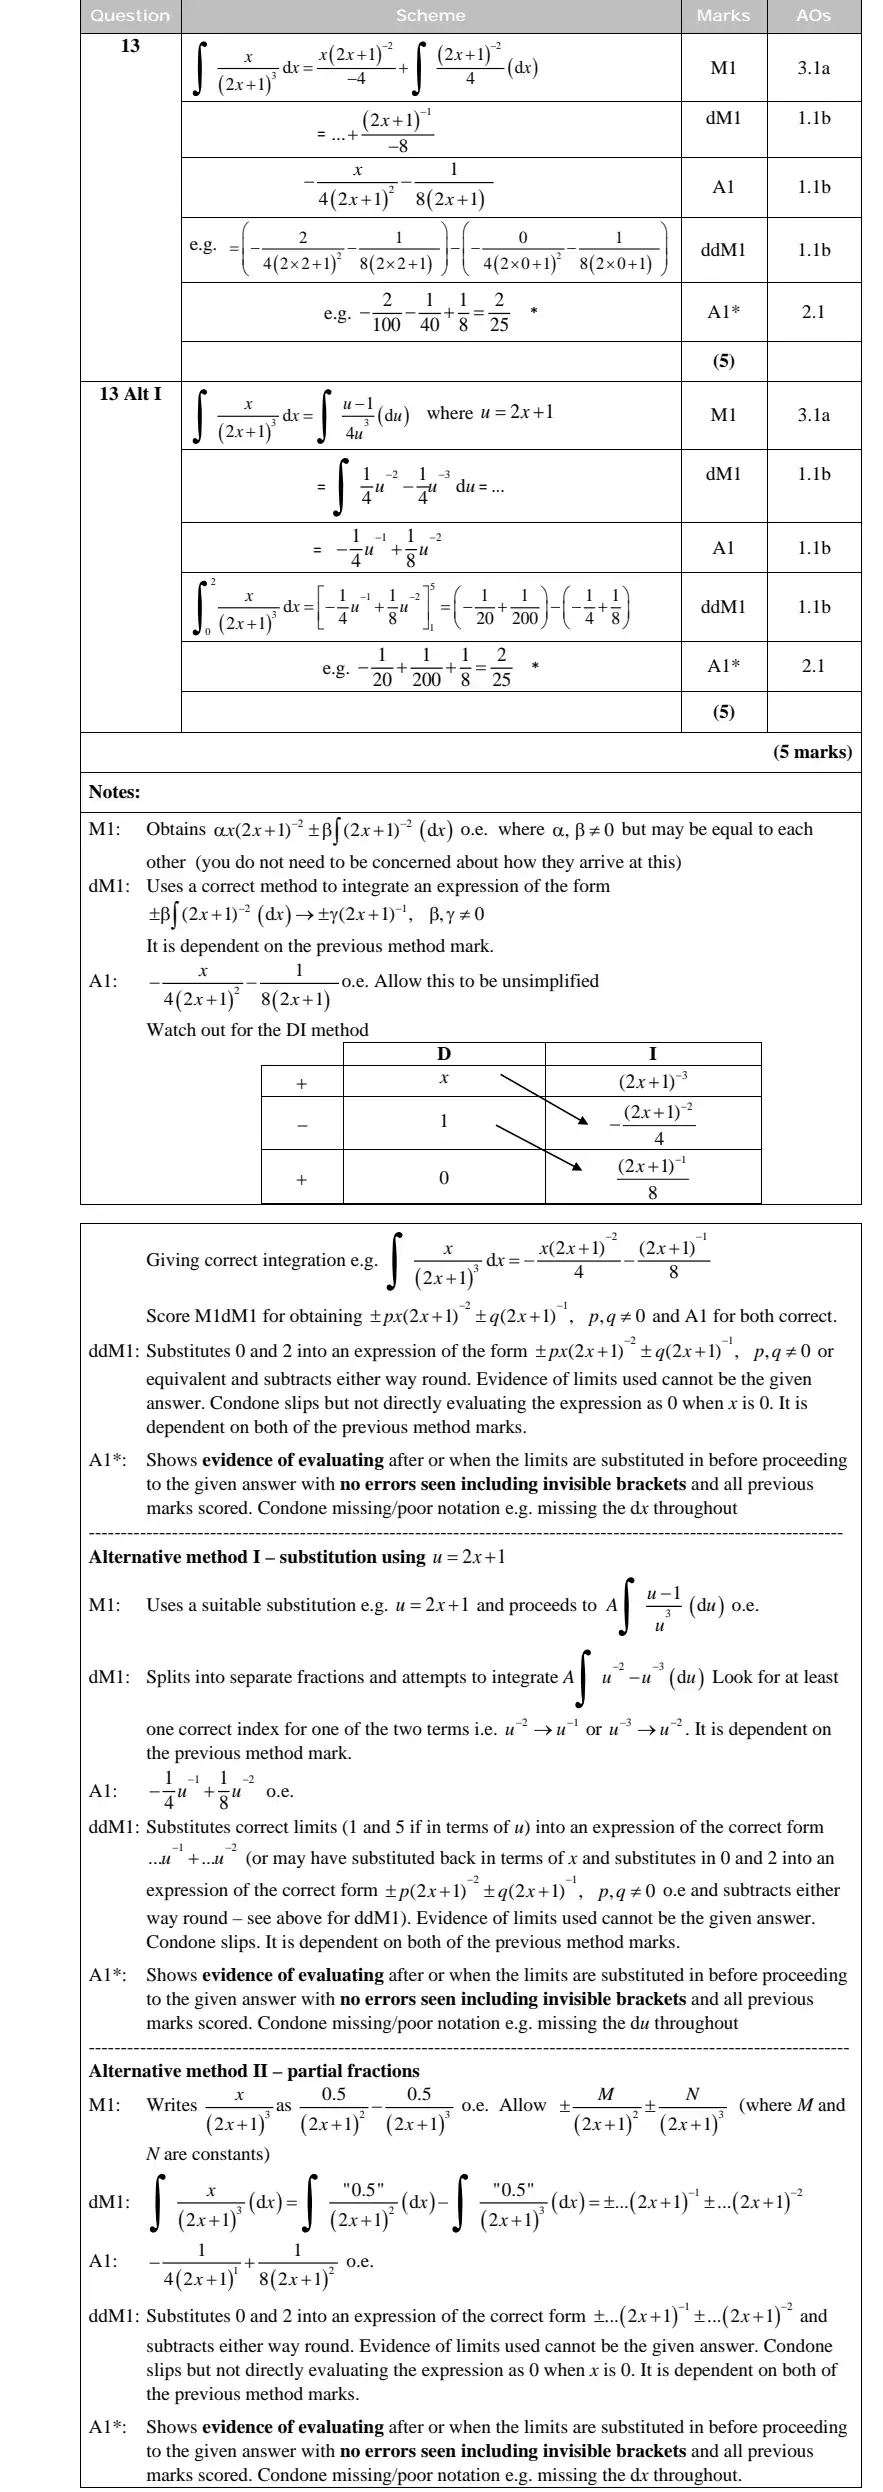 Question Scheme Marks AOs
13 ∫ x/(2x+1)³ dx = x(2x+1)⁻²/−4 + ∫ (2x+1)⁻²/4 (dx) M1 3.1a
= ...+ (2x+1)⁻¹/−8 dM1 1.1b
−x/4(2x+1)² − 1/8(2x+1) A1 1.1b
e.g. =(−2/4(2×2+1)² − 1/8(2×2+1))−(−0/4(2×0+1)² − 1/8(2×0+1)) ddM1 1.1b
e.g. −2/100 − 1/40 + 1/8 = 2/25 * A1* 2.1
(5)
13 Alt I ∫ x/(2x+1)³ dx = ∫ u−1/4u³ (du) where u = 2x+1 M1 3.1a
= ∫ 1/4 u⁻² − 1/4 u⁻³ du = ... dM1 1.1b
= −1/4 u⁻¹ + 1/8 u⁻² A1 1.1b
∫₀² x/(2x+1)³ dx = [−1/4 u⁻¹ + 1/8 u⁻²]₁⁵ = (−1/20 + 1/200)−(−1/4 + 1/8) ddM1 1.1b
e.g. −1/20 + 1/200 + 1/8 = 2/25 * A1* 2.1
(5)
(5 marks)
Notes:
M1: Obtains αx(2x+1)⁻² ± β∫(2x+1)⁻² (dx) o.e. where α, β ≠ 0 but may be equal to each
other (you do not need to be concerned about how they arrive at this)
dM1: Uses a correct method to integrate an expression of the form
±β∫(2x+1)⁻² (dx) → ±γ(2x+1)⁻¹, β, γ ≠ 0
It is dependent on the previous method mark.
A1: −x/4(2x+1)² − 1/8(2x+1) o.e. Allow this to be unsimplified
Watch out for the DI method
D I
+ x (2x+1)⁻³
− 1 −(2x+1)⁻²/4
+ 0 (2x+1)⁻¹/8
Giving correct integration e.g. ∫ x/(2x+1)³ dx = −x(2x+1)⁻²/4 − (2x+1)⁻¹/8
Score M1dM1 for obtaining ±px(2x+1)⁻² ± q(2x+1)⁻¹, p,q ≠ 0 and A1 for both correct.
ddM1: Substitutes 0 and 2 into an expression of the form ±px(2x+1)⁻² ± q(2x+1)⁻¹, p,q ≠ 0 or
equivalent and subtracts either way round. Evidence of limits used cannot be the given
answer. Condone slips but not directly evaluating the expression as 0 when x is 0. It is
dependent on both of the previous method marks.
A1*: Shows evidence of evaluating after or when the limits are substituted in before proceeding
to the given answer with no errors seen including invisible brackets and all previous
marks scored. Condone missing/poor notation e.g. missing the dx throughout
Alternative method I – substitution using u = 2x+1
M1: Uses a suitable substitution e.g. u = 2x+1 and proceeds to A∫ u−1/u³ (du) o.e.
dM1: Splits into separate fractions and attempts to integrate A∫ u⁻² − u⁻³ (du) Look for at least
one correct index for one of the two terms i.e. u⁻² → u⁻¹ or u⁻³ → u⁻². It is dependent on
the previous method mark.
A1: −1/4 u⁻¹ + 1/8 u⁻² o.e.
ddM1: Substitutes correct limits (1 and 5 if in terms of u) into an expression of the correct form
...u⁻¹ + ...u⁻² (or may have substituted back in terms of x and substitutes in 0 and 2 into an
expression of the correct form ±p(2x+1)⁻² ± q(2x+1)⁻¹, p,q ≠ 0 o.e and subtracts either
way round – see above for ddM1). Evidence of limits used cannot be the given answer.
Condone slips. It is dependent on both of the previous method marks.
A1*: Shows evidence of evaluating after or when the limits are substituted in before proceeding
to the given answer with no errors seen including invisible brackets and all previous
marks scored. Condone missing/poor notation e.g. missing the du throughout
Alternative method II – partial fractions
M1: Writes x/(2x+1)³ as 0.5/(2x+1)² − 0.5/(2x+1)³ o.e. Allow ±M/(2x+1)² ± N/(2x+1)³ (where M and
N are constants)
dM1: ∫ x/(2x+1)³ (dx) = ∫ "0.5"/(2x+1)² (dx) − ∫ "0.5"/(2x+1)³ (dx) = ±...(2x+1)⁻¹ ± ...(2x+1)⁻²
A1: −1/4(2x+1)¹ + 1/8(2x+1)² o.e.
ddM1: Substitutes 0 and 2 into an expression of the correct form ±...(2x+1)⁻¹ ± ...(2x+1)⁻² and
subtracts either way round. Evidence of limits used cannot be the given answer. Condone
slips but not directly evaluating the expression as 0 when x is 0. It is dependent on both of
the previous method marks.
A1*: Shows evidence of evaluating after or when the limits are substituted in before proceeding
to the given answer with no errors seen including invisible brackets and all previous
marks scored. Condone missing/poor notation e.g. missing the dx throughout.